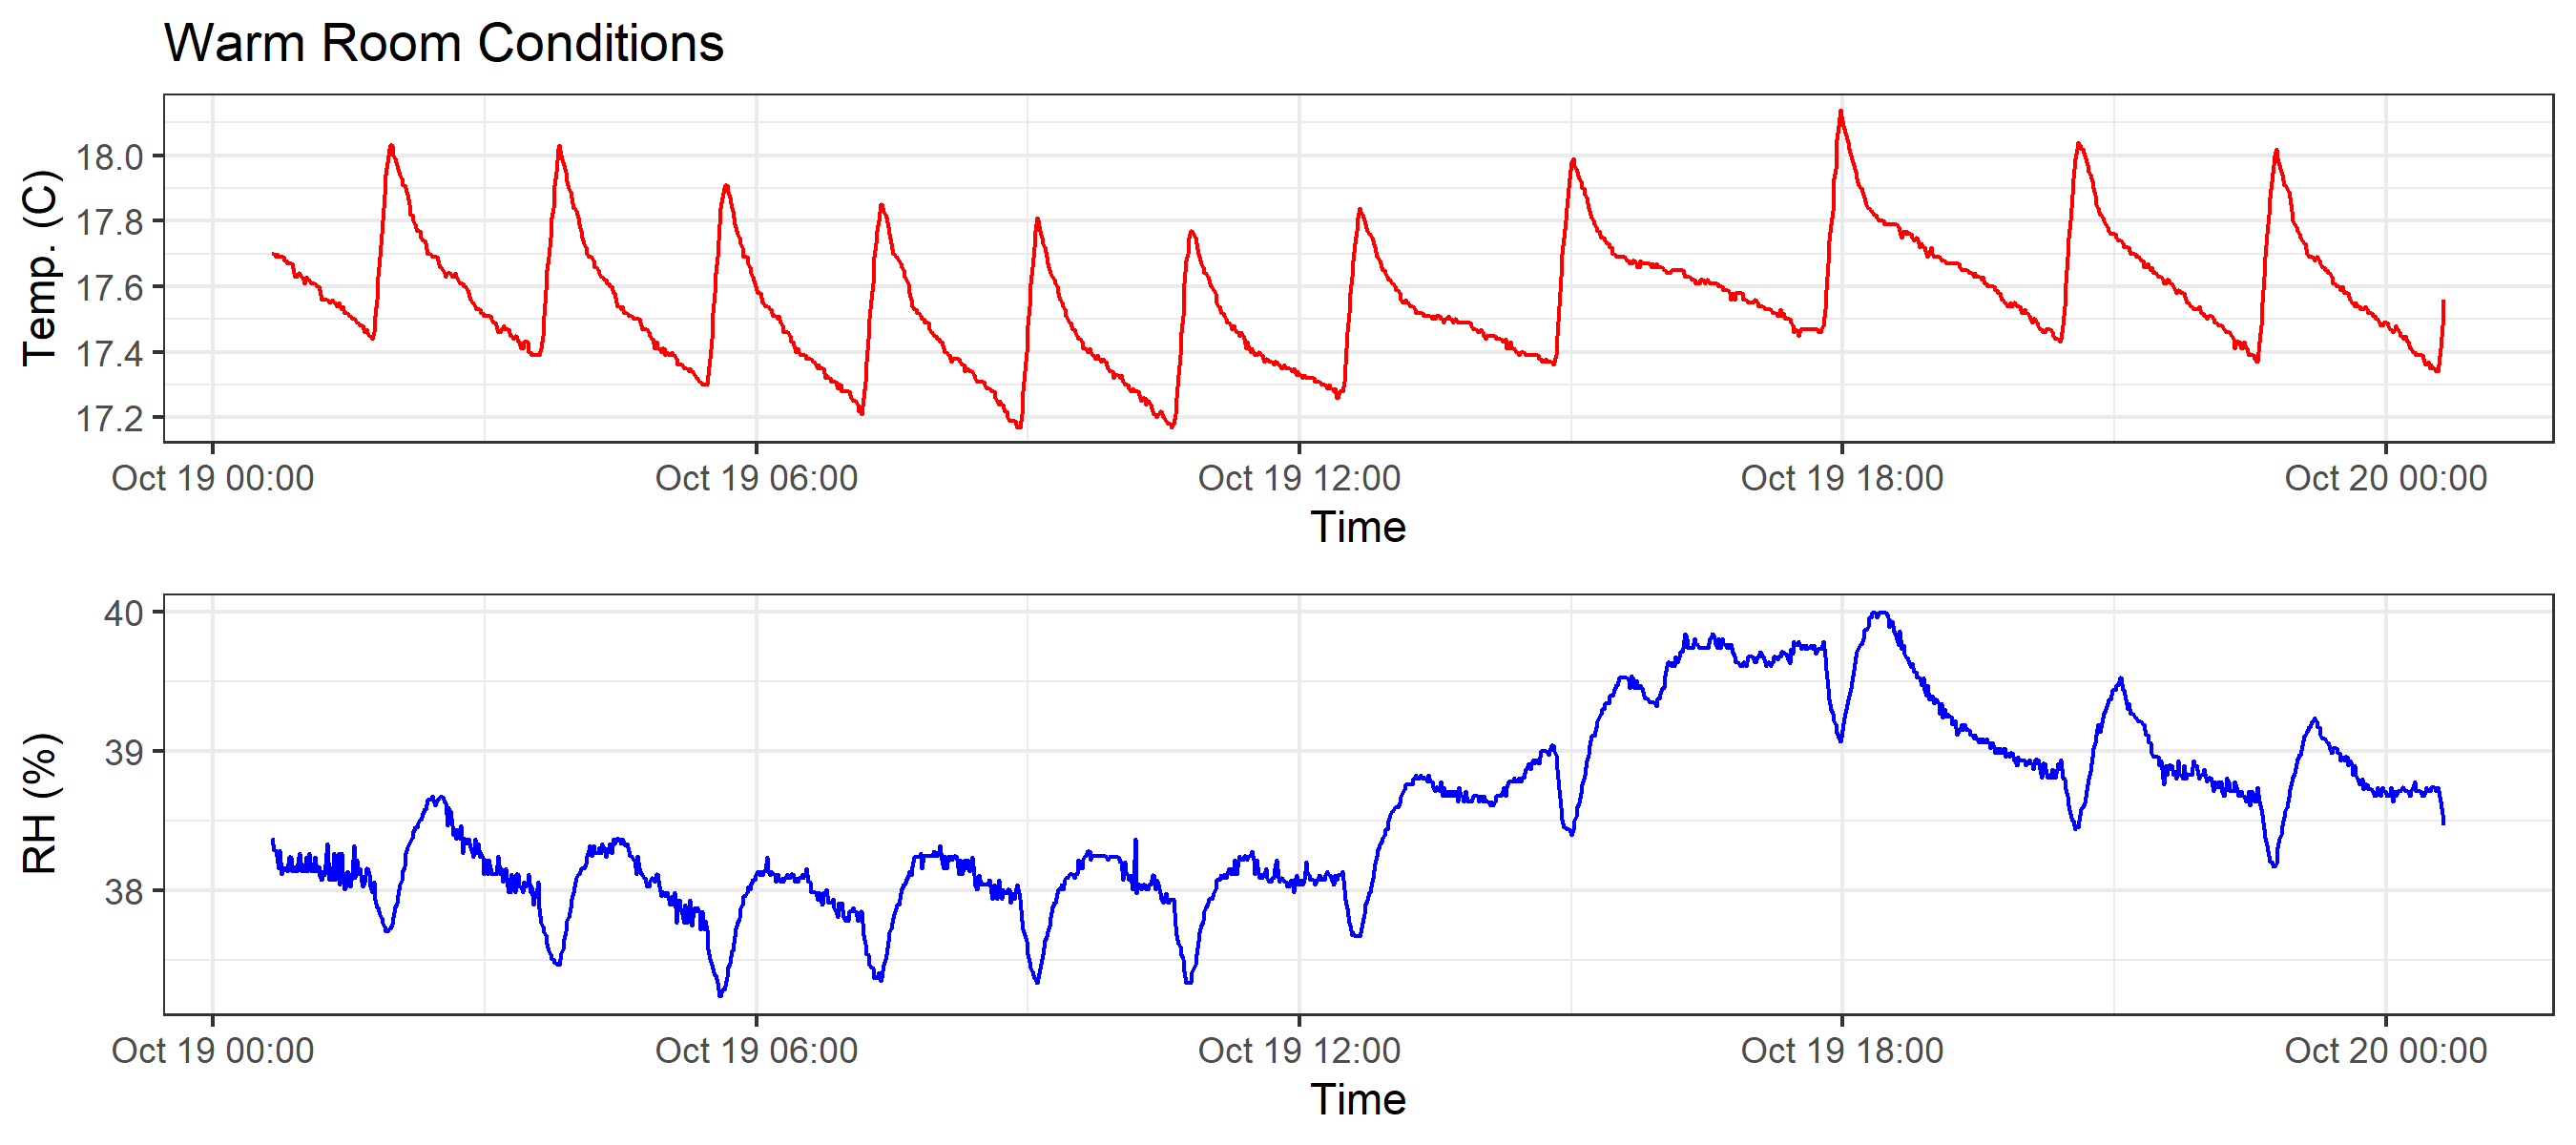 Warm Room Conditions
Temp. (C)
18.0
17.8
17.6
17.4
17.2
Oct 19 00:00 Oct 19 06:00 Oct 19 12:00 Oct 19 18:00 Oct 20 00:00
Time
RH (%)
40
39
38
Oct 19 00:00 Oct 19 06:00 Oct 19 12:00 Oct 19 18:00 Oct 20 00:00
Time